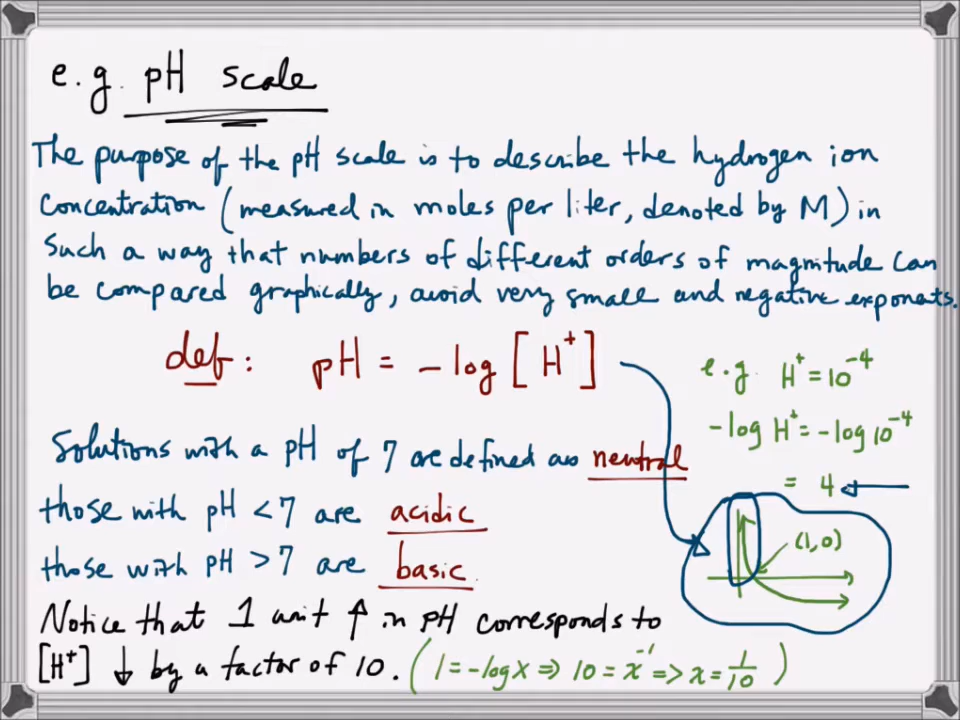 e.g. pH scale
The purpose of the pH scale is to describe the hydrogen ion
concentration (measured in moles per liter, denoted by M) in
such a way that numbers of different orders of magnitude can
be compared graphically, avoid very small and negative exponents.
def: pH = -log [H⁺]
e.g. H⁺ = 10⁻⁴
-log H⁺ = -log 10⁻⁴
= 4
Solutions with a pH of 7 are defined as neutral
those with pH < 7 are acidic
those with pH > 7 are basic.
(1,0)
Notice that 1 unit ↑ in pH corresponds to
[H⁺] ↓ by a factor of 10. (1 = -log x ⇒ 10 = x⁻¹ ⇒ x = 1/10)